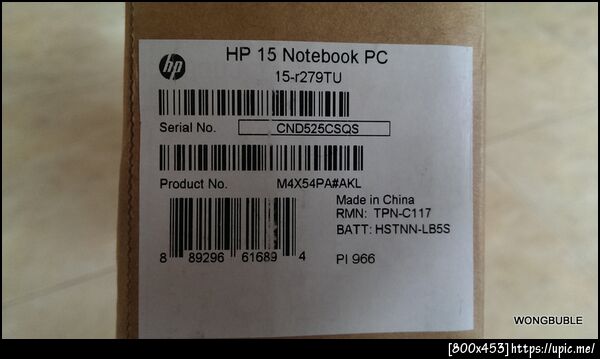 hp
HP 15 Notebook PC
15-r279TU
Serial No. CND525CSQS
Product No. M4X54PA#AKL
Made in China
RMN: TPN-C117
BATT: HSTNN-LB5S
8 89296 61689 4
PI 966
WONGBUBLE
[800x453]https://upic.me/